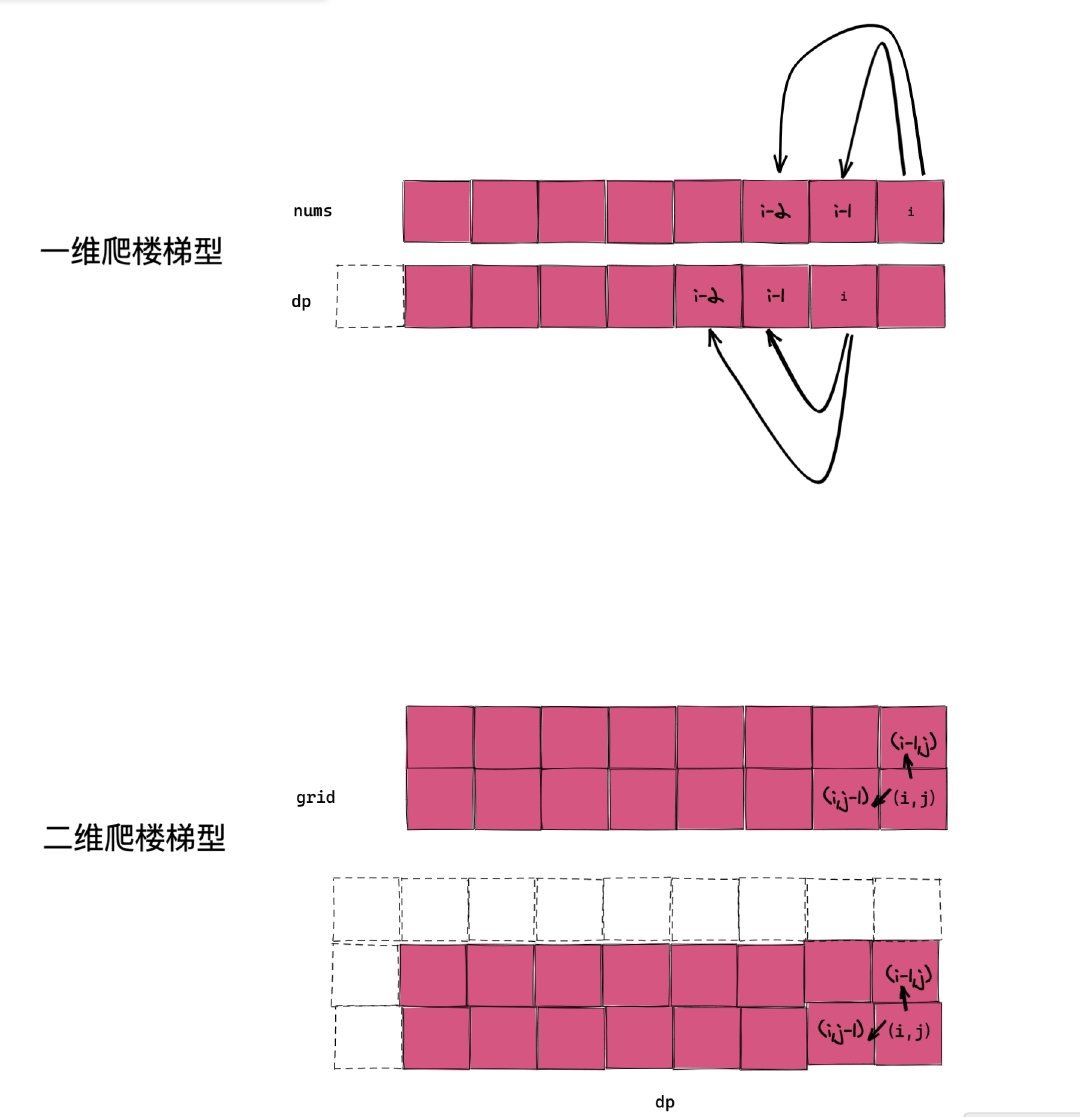 nums
i-2 i-1 i
一维爬楼梯型
dp
i-2 i-1 i
(i-1,j)
grid
(i,j-1) (i,j)
二维爬楼梯型
(i-1,j)
(i,j-1) (i,j)
dp